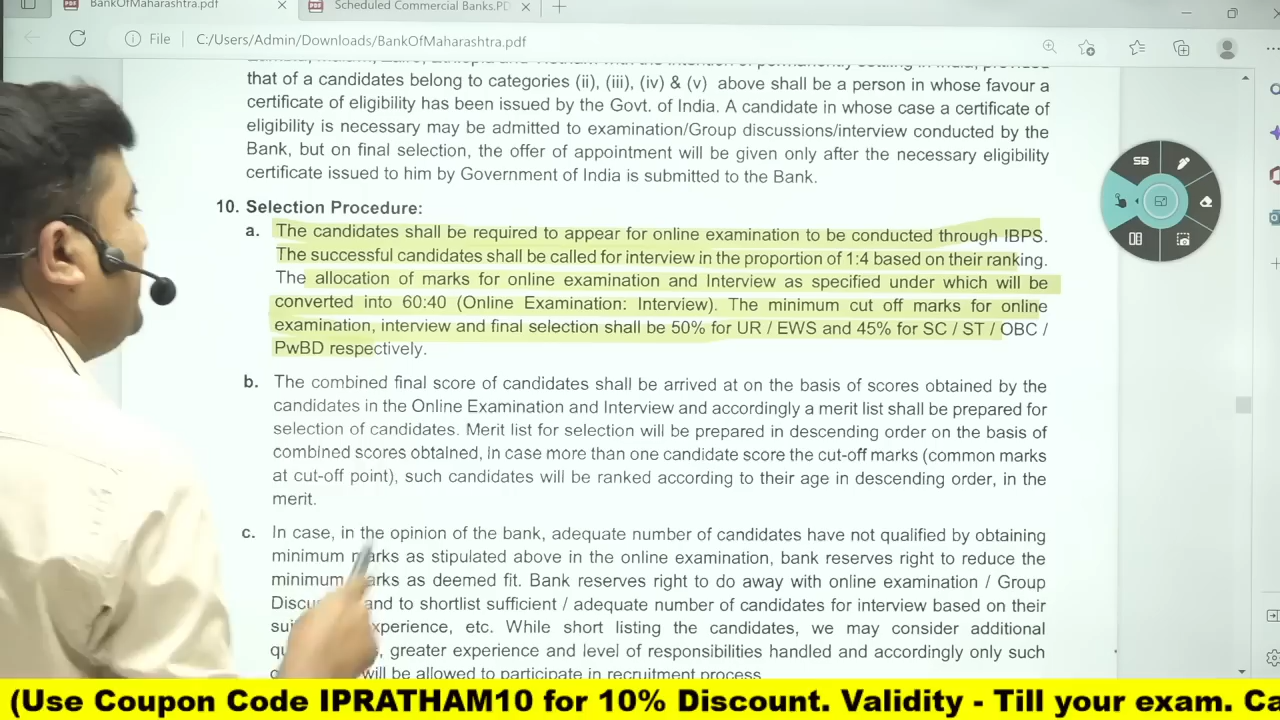 BankOfMaharashtra.pdf
Scheduled Commercial Banks.PD
File
C:/Users/Admin/Downloads/BankOfMaharashtra.pdf
that of a candidates belong to categories (ii), (iii), (iv) & (v) above shall be a person in whose favour a
certificate of eligibility has been issued by the Govt. of India. A candidate in whose case a certificate of
eligibility is necessary may be admitted to examination/Group discussions/interview conducted by the
Bank, but on final selection, the offer of appointment will be given only after the necessary eligibility
certificate issued to him by Government of India is submitted to the Bank.
10. Selection Procedure:
a. The candidates shall be required to appear for online examination to be conducted through IBPS.
The successful candidates shall be called for interview in the proportion of 1:4 based on their ranking.
The allocation of marks for online examination and Interview as specified under which will be
converted into 60:40 (Online Examination: Interview). The minimum cut off marks for online
examination, interview and final selection shall be 50% for UR / EWS and 45% for SC / ST / OBC /
PwBD respectively.
b. The combined final score of candidates shall be arrived at on the basis of scores obtained by the
candidates in the Online Examination and Interview and accordingly a merit list shall be prepared for
selection of candidates. Merit list for selection will be prepared in descending order on the basis of
combined scores obtained, In case more than one candidate score the cut-off marks (common marks
at cut-off point), such candidates will be ranked according to their age in descending order, in the
merit.
c. In case, in the opinion of the bank, adequate number of candidates have not qualified by obtaining
minimum marks as stipulated above in the online examination, bank reserves right to reduce the
minimum marks as deemed fit. Bank reserves right to do away with online examination / Group
and to shortlist sufficient / adequate number of candidates for interview based on their
experience, etc. While short listing the candidates, we may consider additional
greater experience and level of responsibilities handled and accordingly only such
will be allowed to participate in recruitment process
SB
(Use Coupon Code IPRATHAM10 for 10% Discount. Validity - Till your exam. Ca